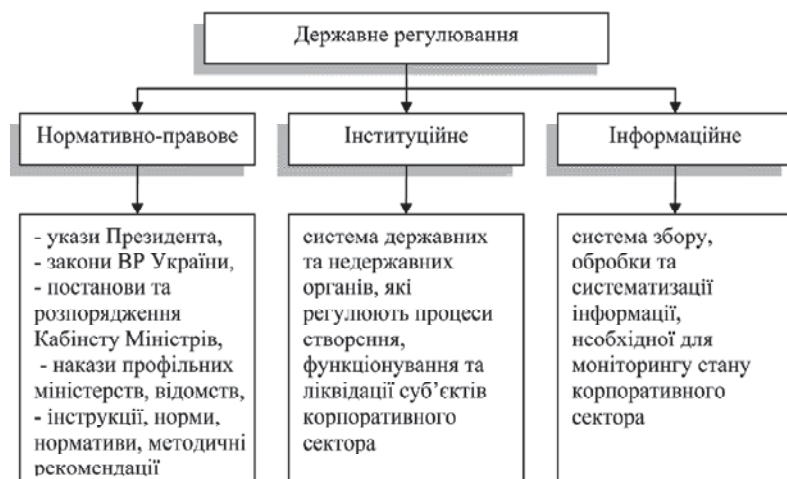 Державне регулювання
Нормативно-правове
Інституційне
Інформаційне
- укази Президента,
- закони ВР України,
- постанови та
розпорядження
Кабінету Міністрів,
- накази профільних
міністерств, відомств,
- інструкції, норми,
нормативи, методичні
рекомендації
система державних
та недержавних
органів, які
регулюють процеси
створення,
функціонування та
ліквідації суб’єктів
корпоративного
сектора
система збору,
обробки та
систематизації
інформації,
необхідної для
моніторингу стану
корпоративного
сектора